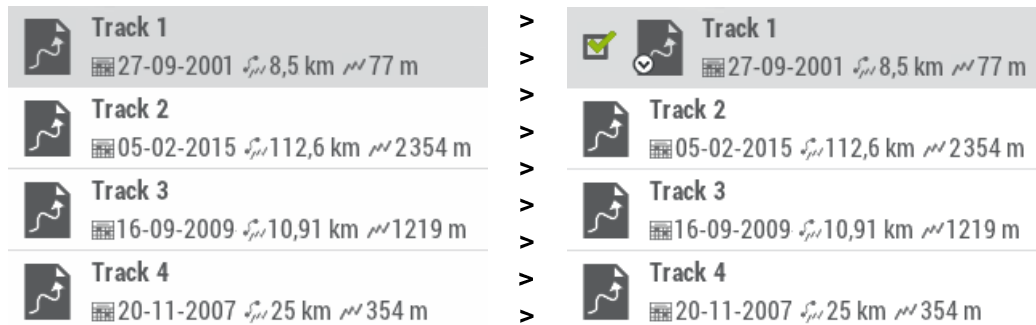 Track 1
27-09-2001 8,5 km 77 m
Track 2
05-02-2015 112,6 km 2354 m
Track 3
16-09-2009 10,91 km 1219 m
Track 4
20-11-2007 25 km 354 m
>
>
>
>
>
>
>
>
>
Track 1
27-09-2001 8,5 km 77 m
Track 2
05-02-2015 112,6 km 2354 m
Track 3
16-09-2009 10,91 km 1219 m
Track 4
20-11-2007 25 km 354 m